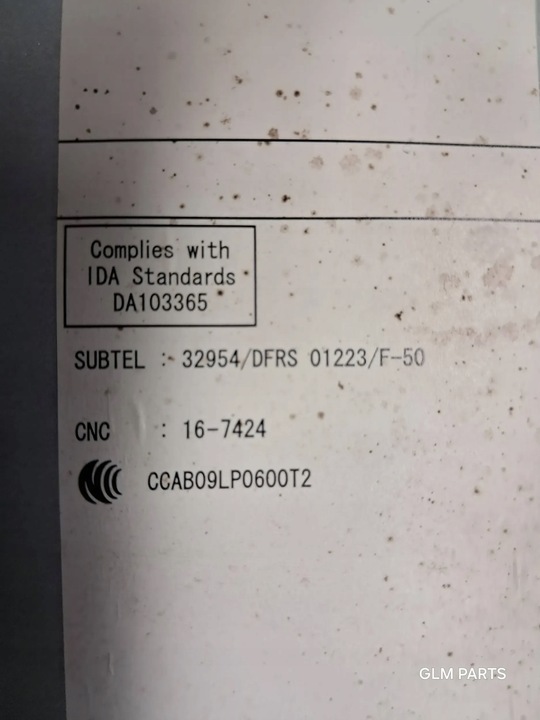 Complies with
IDA Standards
DA103365
SUBTEL : 32954/DFRS 01223/F-50
CNC : 16-7424
CCAB09LP0600T2
GLM PARTS